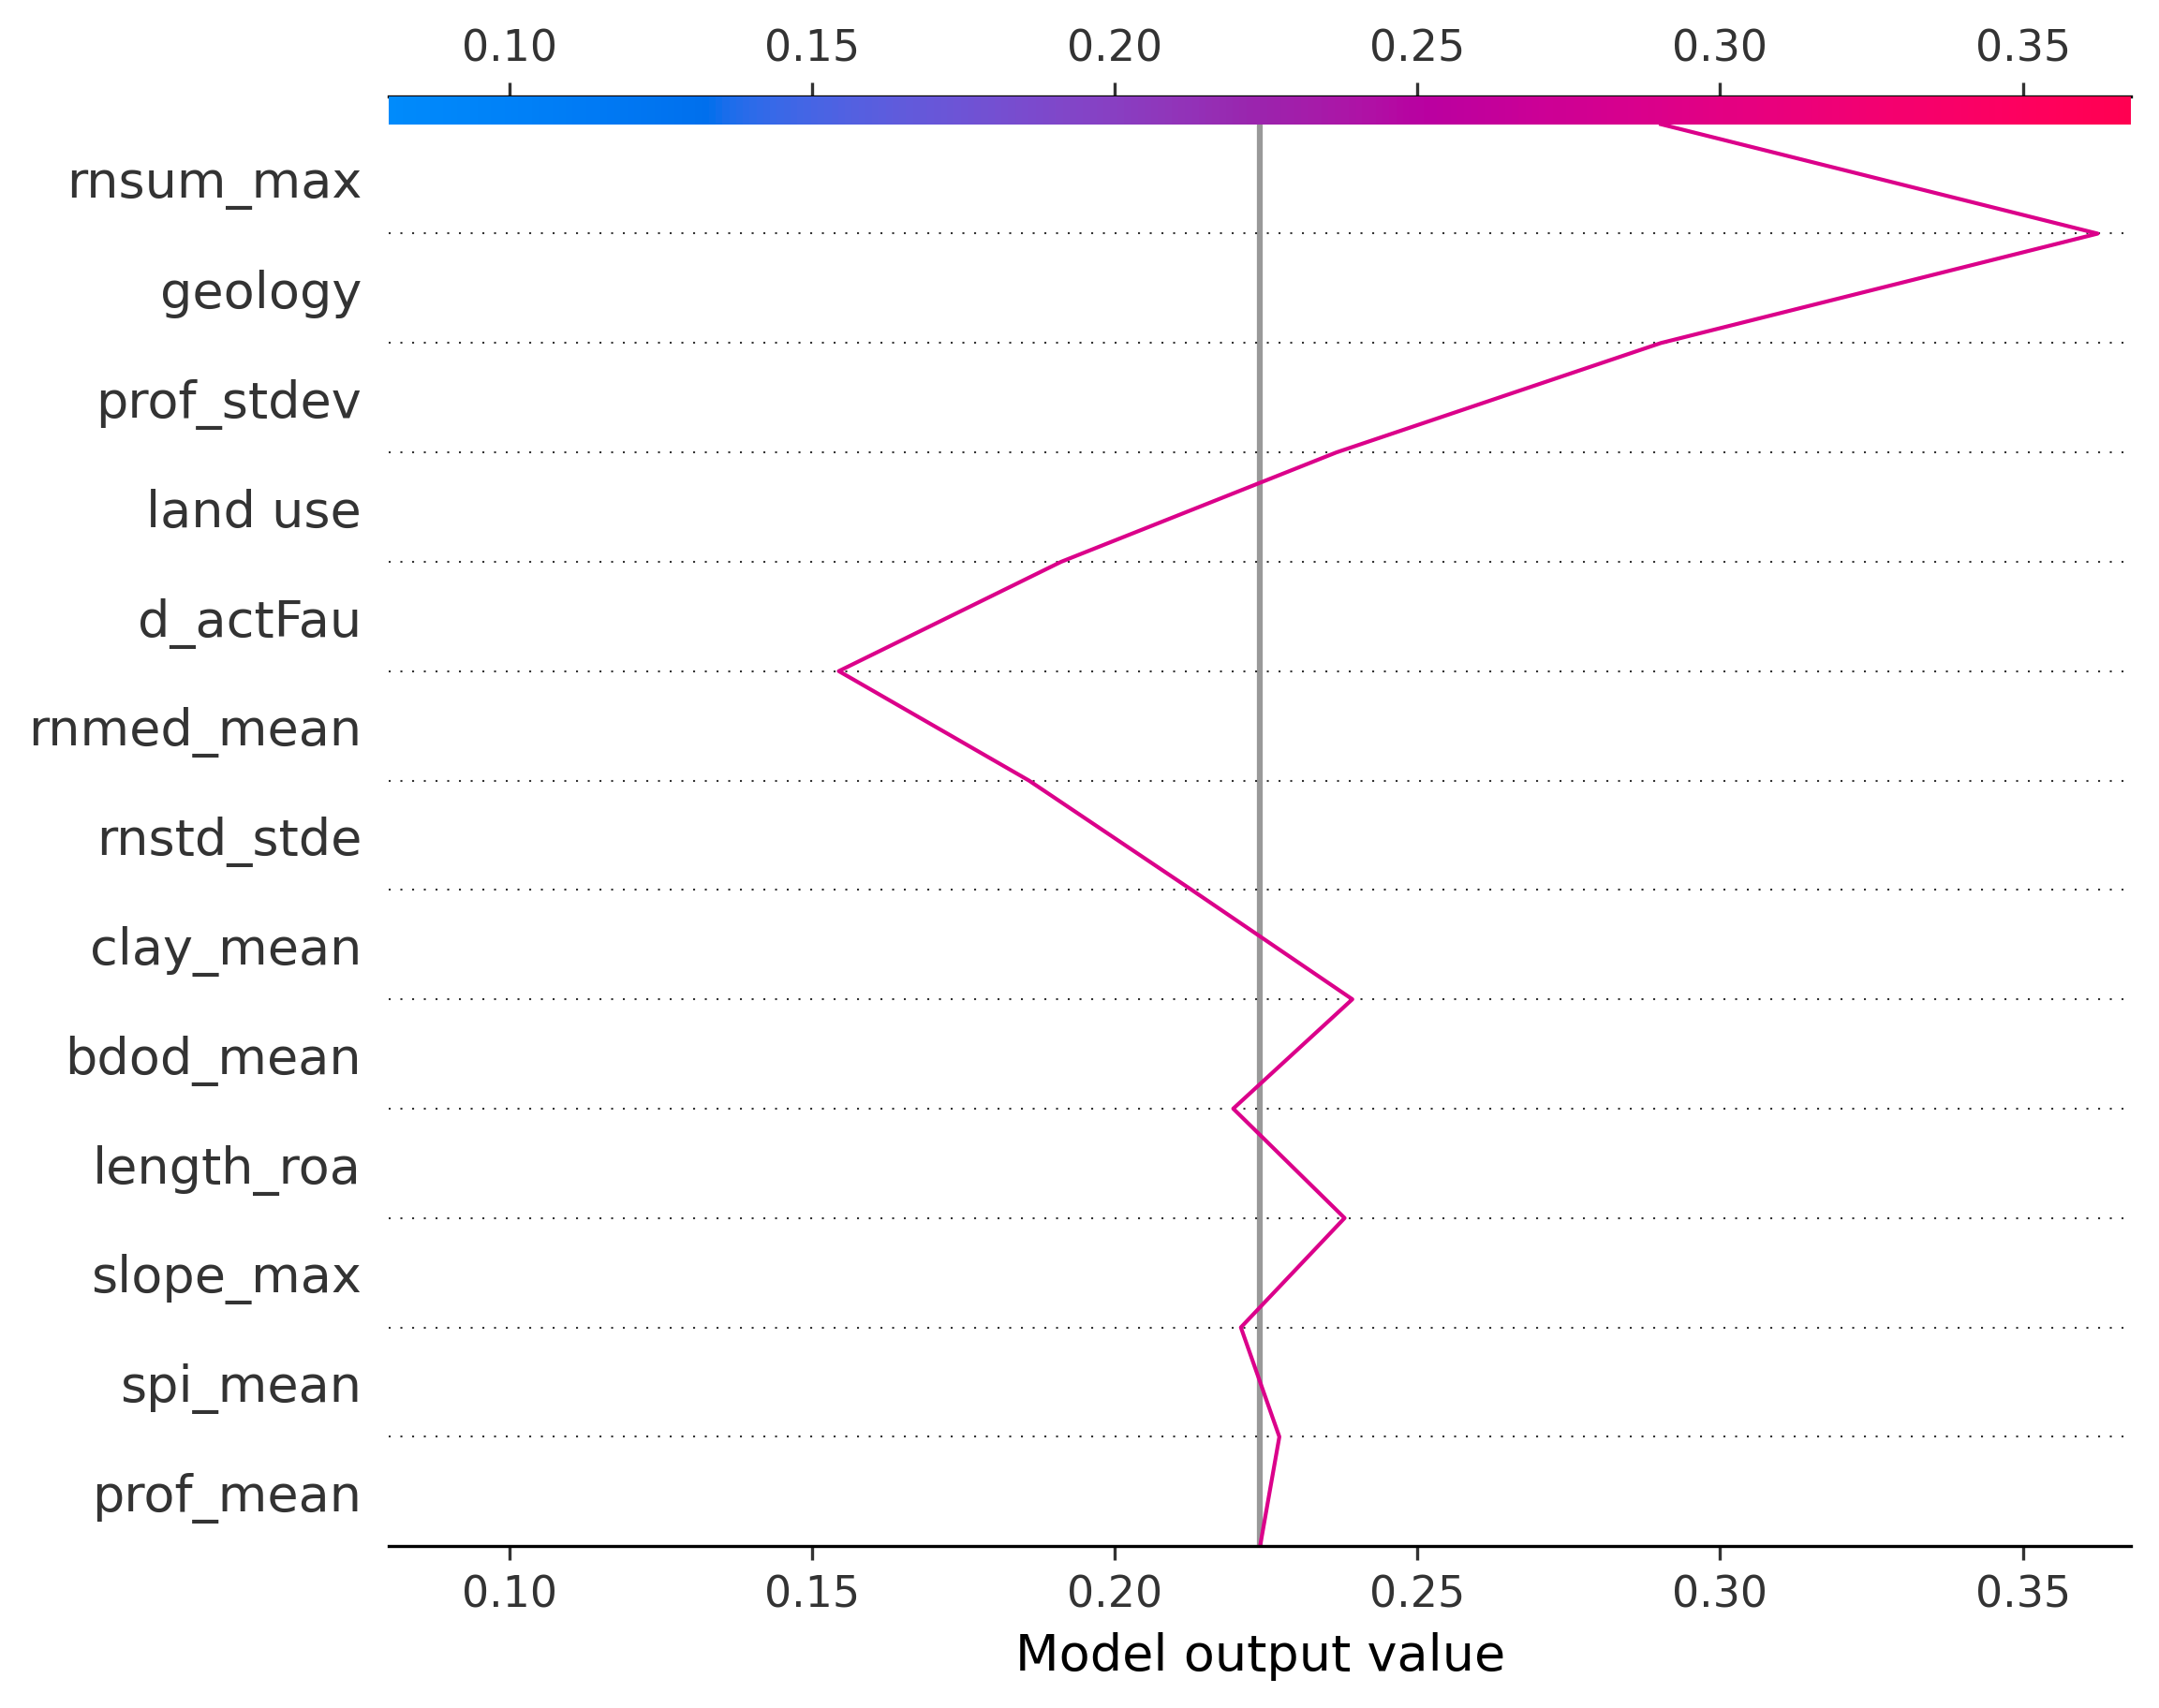 0.10 0.15 0.20 0.25 0.30 0.35
rnsum_max
geology
prof_stdev
land use
d_actFau
rnmed_mean
rnstd_stde
clay_mean
bdod_mean
length_roa
slope_max
spi_mean
prof_mean
0.10 0.15 0.20 0.25 0.30 0.35
Model output value